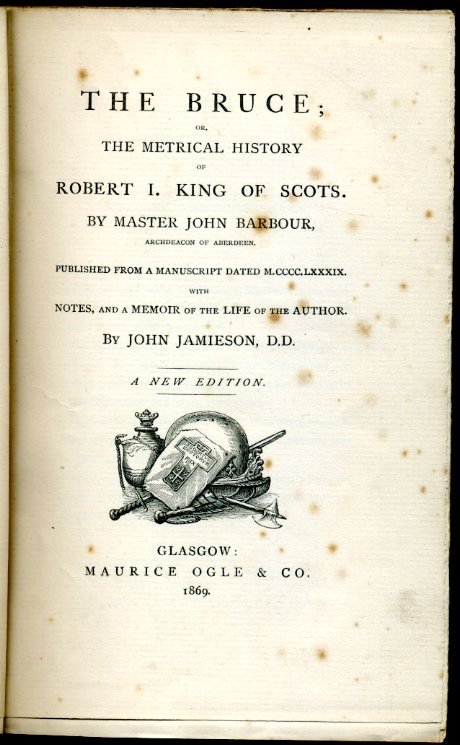 THE BRUCE;
OR,
THE METRICAL HISTORY
OF
ROBERT I. KING OF SCOTS.
BY MASTER JOHN BARBOUR,
ARCHDEACON OF ABERDEEN.
PUBLISHED FROM A MANUSCRIPT DATED M.CCCC.LXXXIX.
WITH
NOTES, AND A MEMOIR OF THE LIFE OF THE AUTHOR.
BY JOHN JAMIESON, D.D.
A NEW EDITION.
GLASGOW:
MAURICE OGLE & CO.
1869.